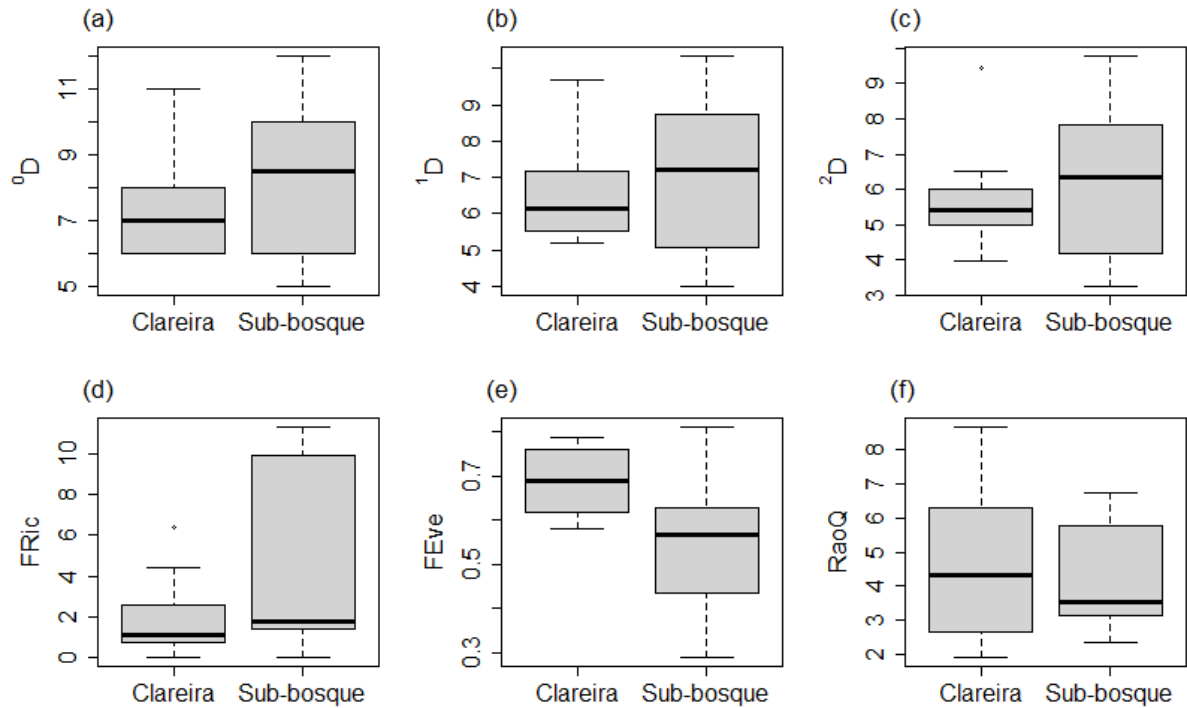 (a)
⁰D
5
7
9
11
Clareira Sub-bosque
(b)
¹D
4
5
6
7
8
9
Clareira Sub-bosque
(c)
²D
3
4
5
6
7
8
9
Clareira Sub-bosque
(d)
FRic
0
2
4
6
8
10
Clareira Sub-bosque
(e)
FEve
0.3
0.5
0.7
Clareira Sub-bosque
(f)
RaoQ
2
3
4
5
6
7
8
Clareira Sub-bosque